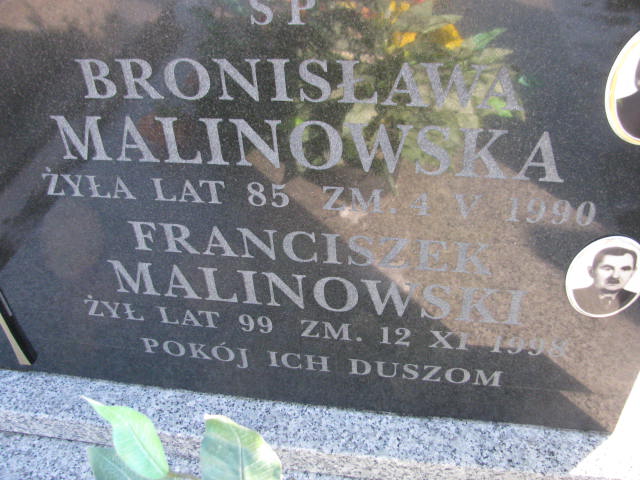 ŚP
BRONISŁAWA
MALINOWSKA
ŻYŁA LAT 85 ZM. 4 V 1990
FRANCISZEK
MALINOWSKI
ŻYŁ LAT 99 ZM. 12 XI 1998
POKÓJ ICH DUSZOM